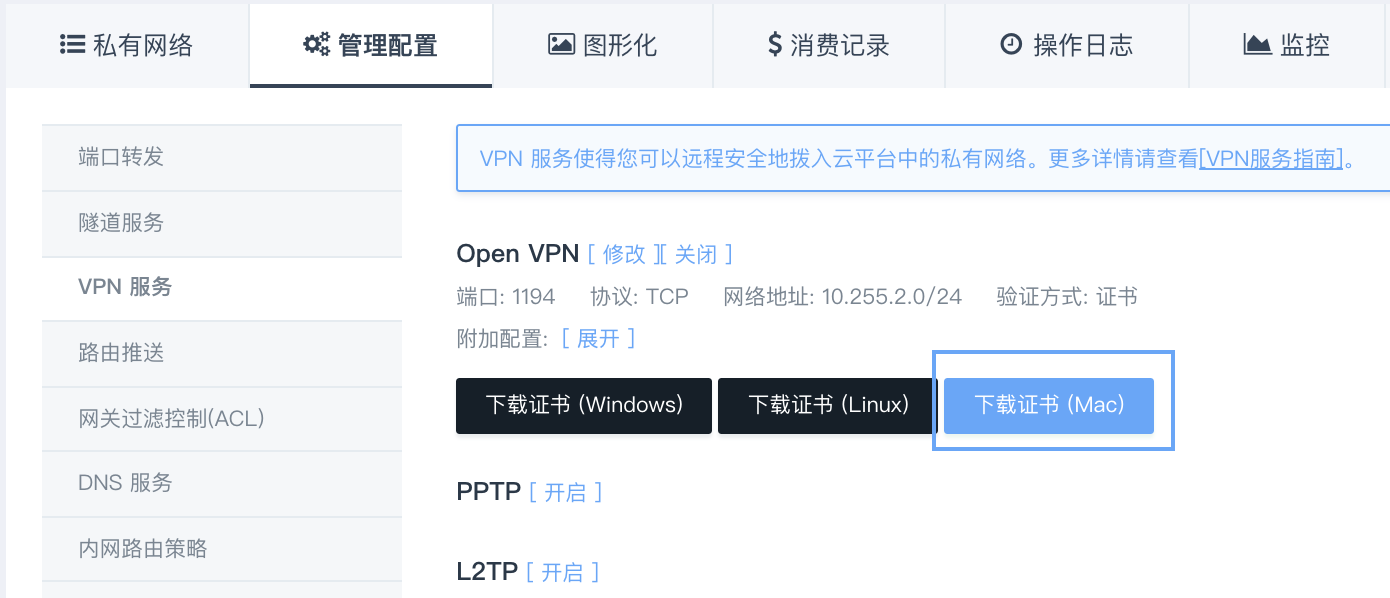 私有网络 管理配置 图形化 消费记录 操作日志 监控
端口转发
隧道服务
VPN 服务
路由推送
网关过滤控制(ACL)
DNS 服务
内网路由策略
VPN 服务使得您可以远程安全地拨入云平台中的私有网络。更多详情请查看[VPN服务指南]。
Open VPN [ 修改 ][ 关闭 ]
端口: 1194 协议: TCP 网络地址: 10.255.2.0/24 验证方式: 证书
附加配置: [ 展开 ]
下载证书 (Windows) 下载证书 (Linux) 下载证书 (Mac)
PPTP [ 开启 ]
L2TP [ 开启 ]